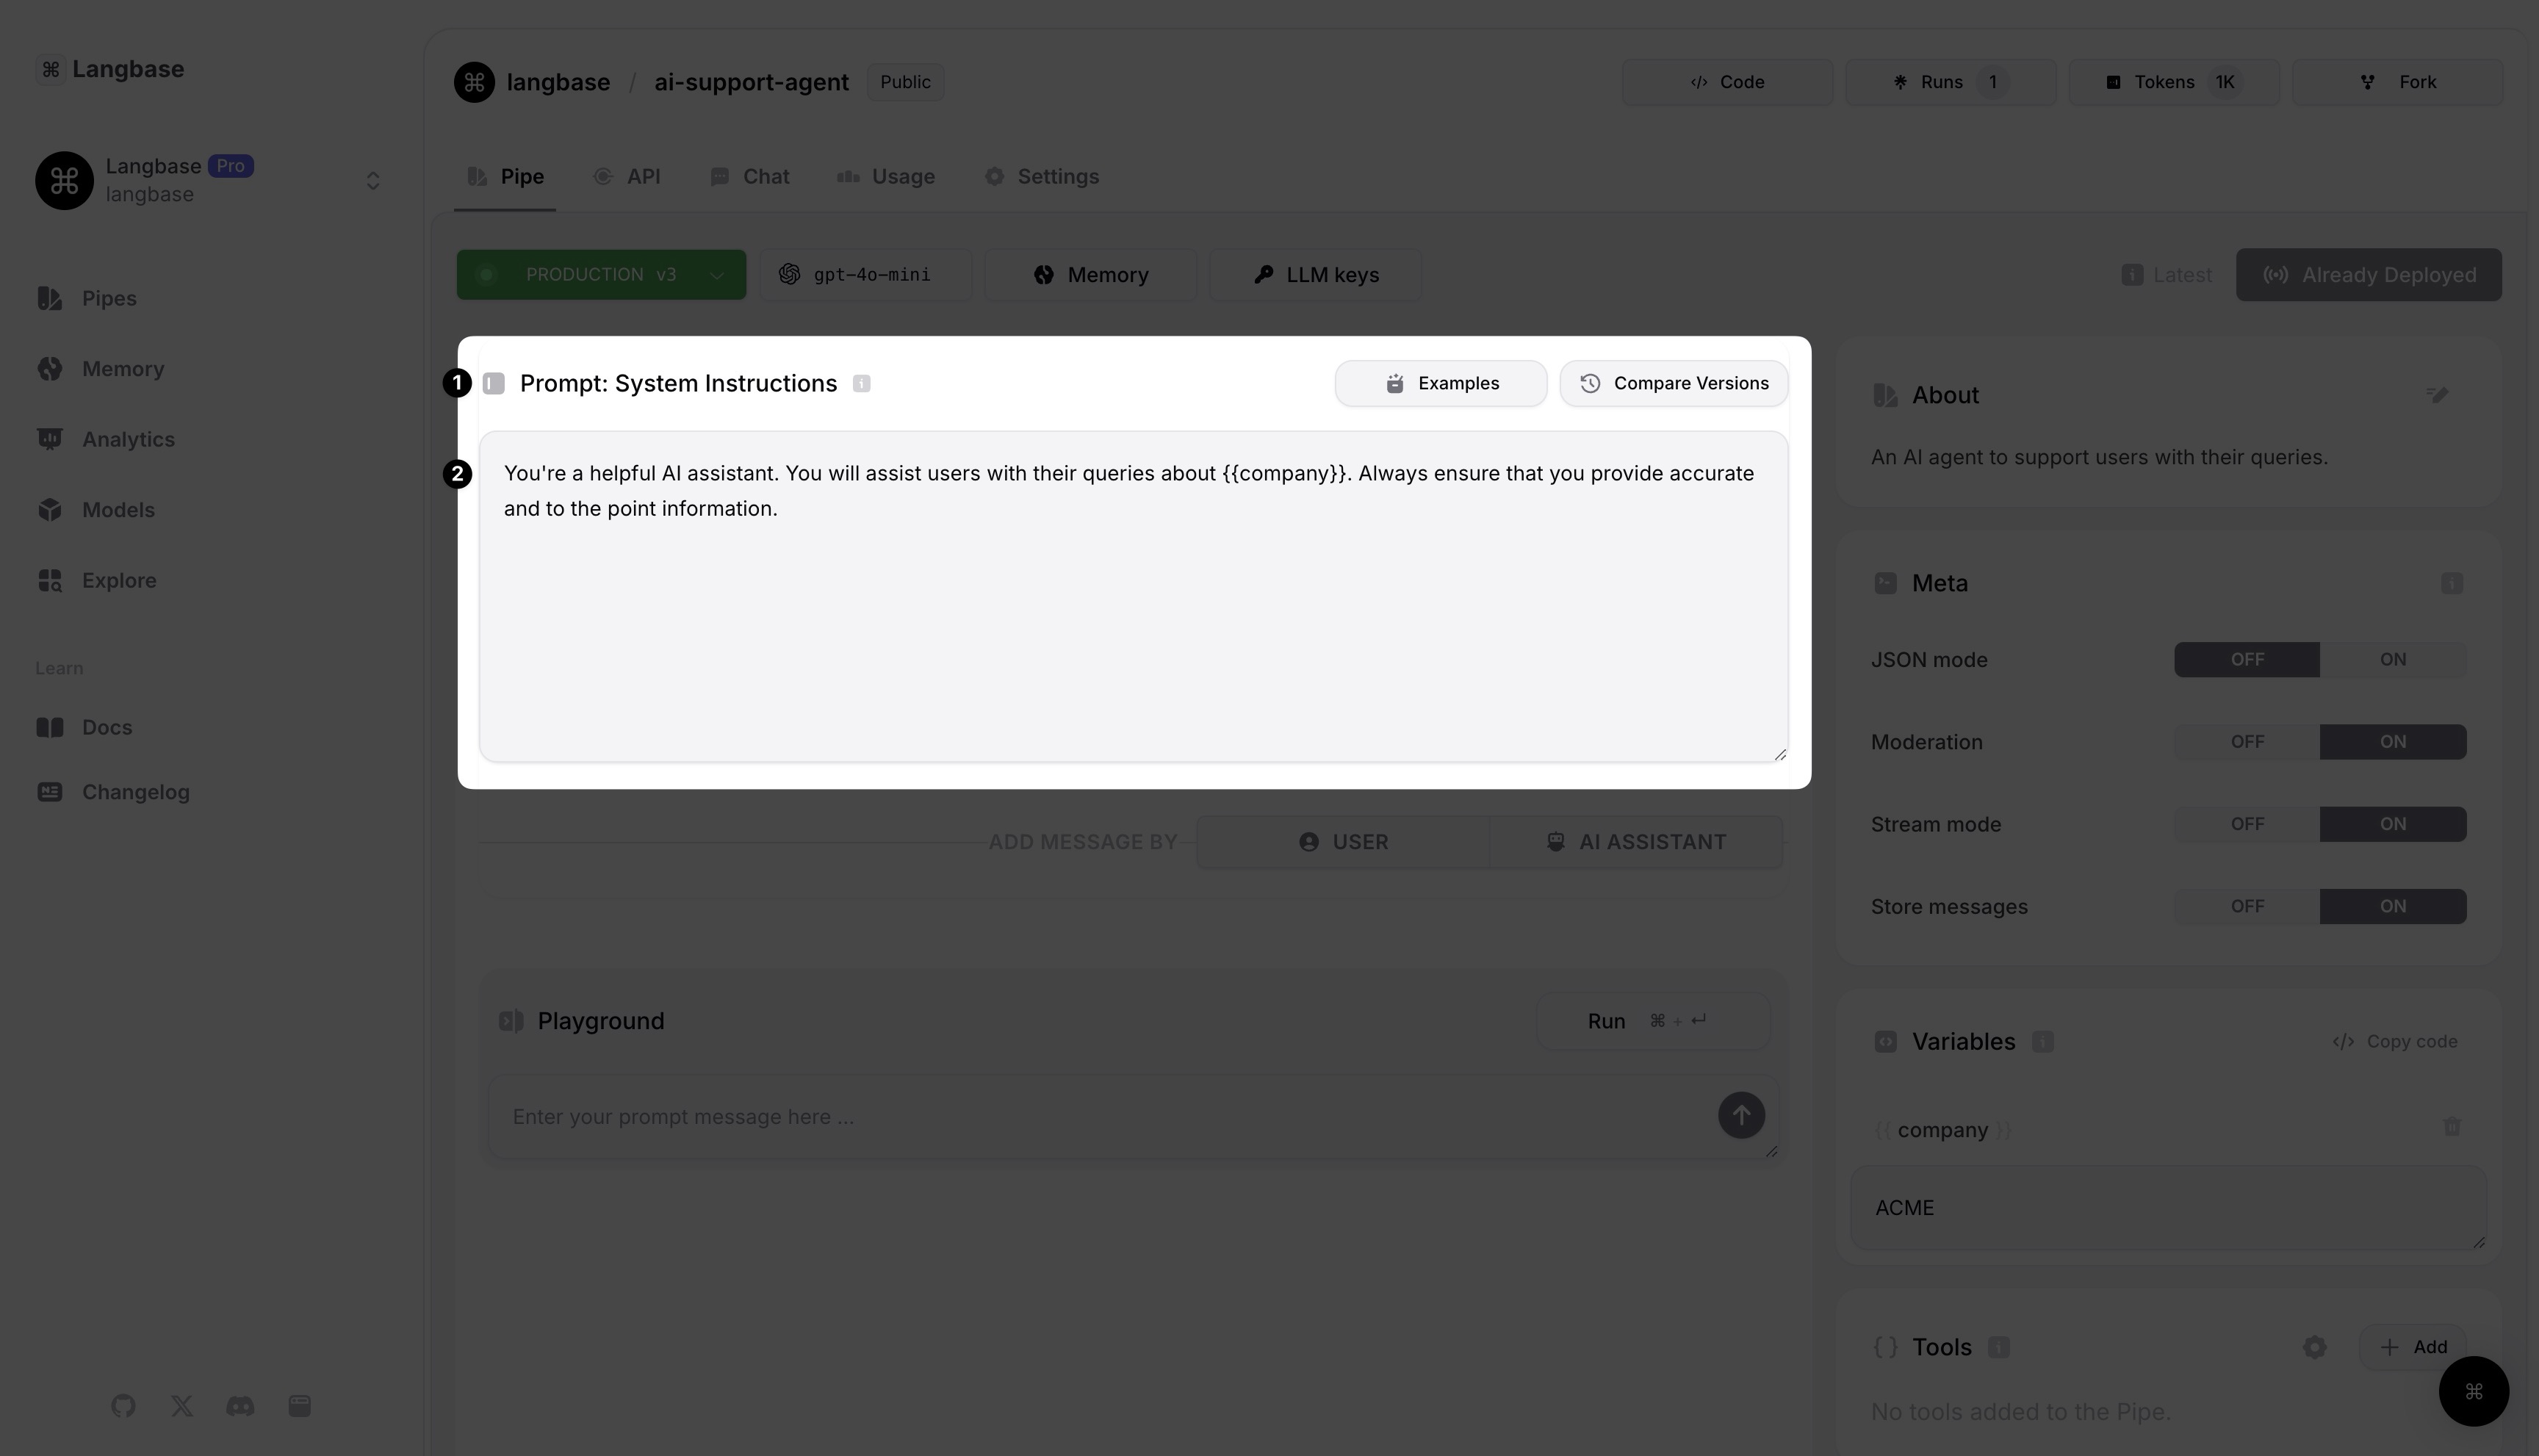 Langbase
Langbase Pro
langbase
Pipes
Memory
Analytics
Models
Explore
Learn
Docs
Changelog
langbase / ai-support-agent Public
Code
Runs 1
Tokens 1K
Fork
Pipe
API
Chat
Usage
Settings
PRODUCTION v3
gpt-4o-mini
Memory
LLM keys
Latest
Already Deployed
1
Prompt: System Instructions
Examples
Compare Versions
2
You're a helpful AI assistant. You will assist users with their queries about {{company}}. Always ensure that you provide accurate
and to the point information.
ADD MESSAGE BY
USER
AI ASSISTANT
Playground
Run ⌘ + ↵
Enter your prompt message here ...
About
An AI agent to support users with their queries.
Meta
JSON mode OFF ON
Moderation OFF ON
Stream mode OFF ON
Store messages OFF ON
Variables
</> Copy code
{{ company }}
ACME
Tools
+ Add
No tools added to the Pipe.